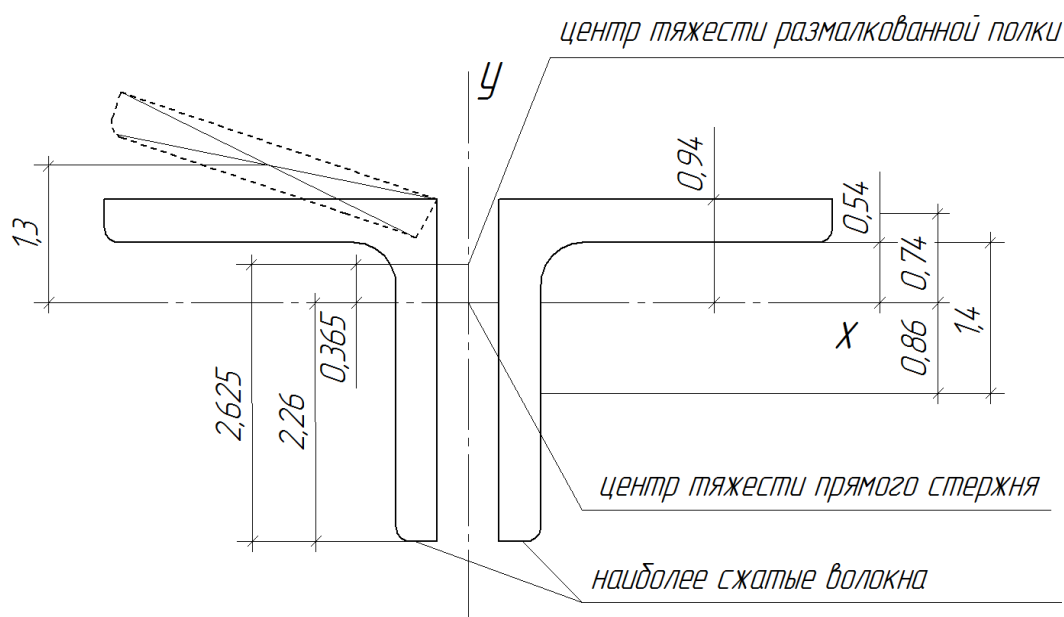 центр тяжести размалкованной полки
y
0,94
0,54
1,3
0,74
0,365
x
1,4
0,86
2,625
2,26
центр тяжести прямого стержня
наиболее сжатые волокна